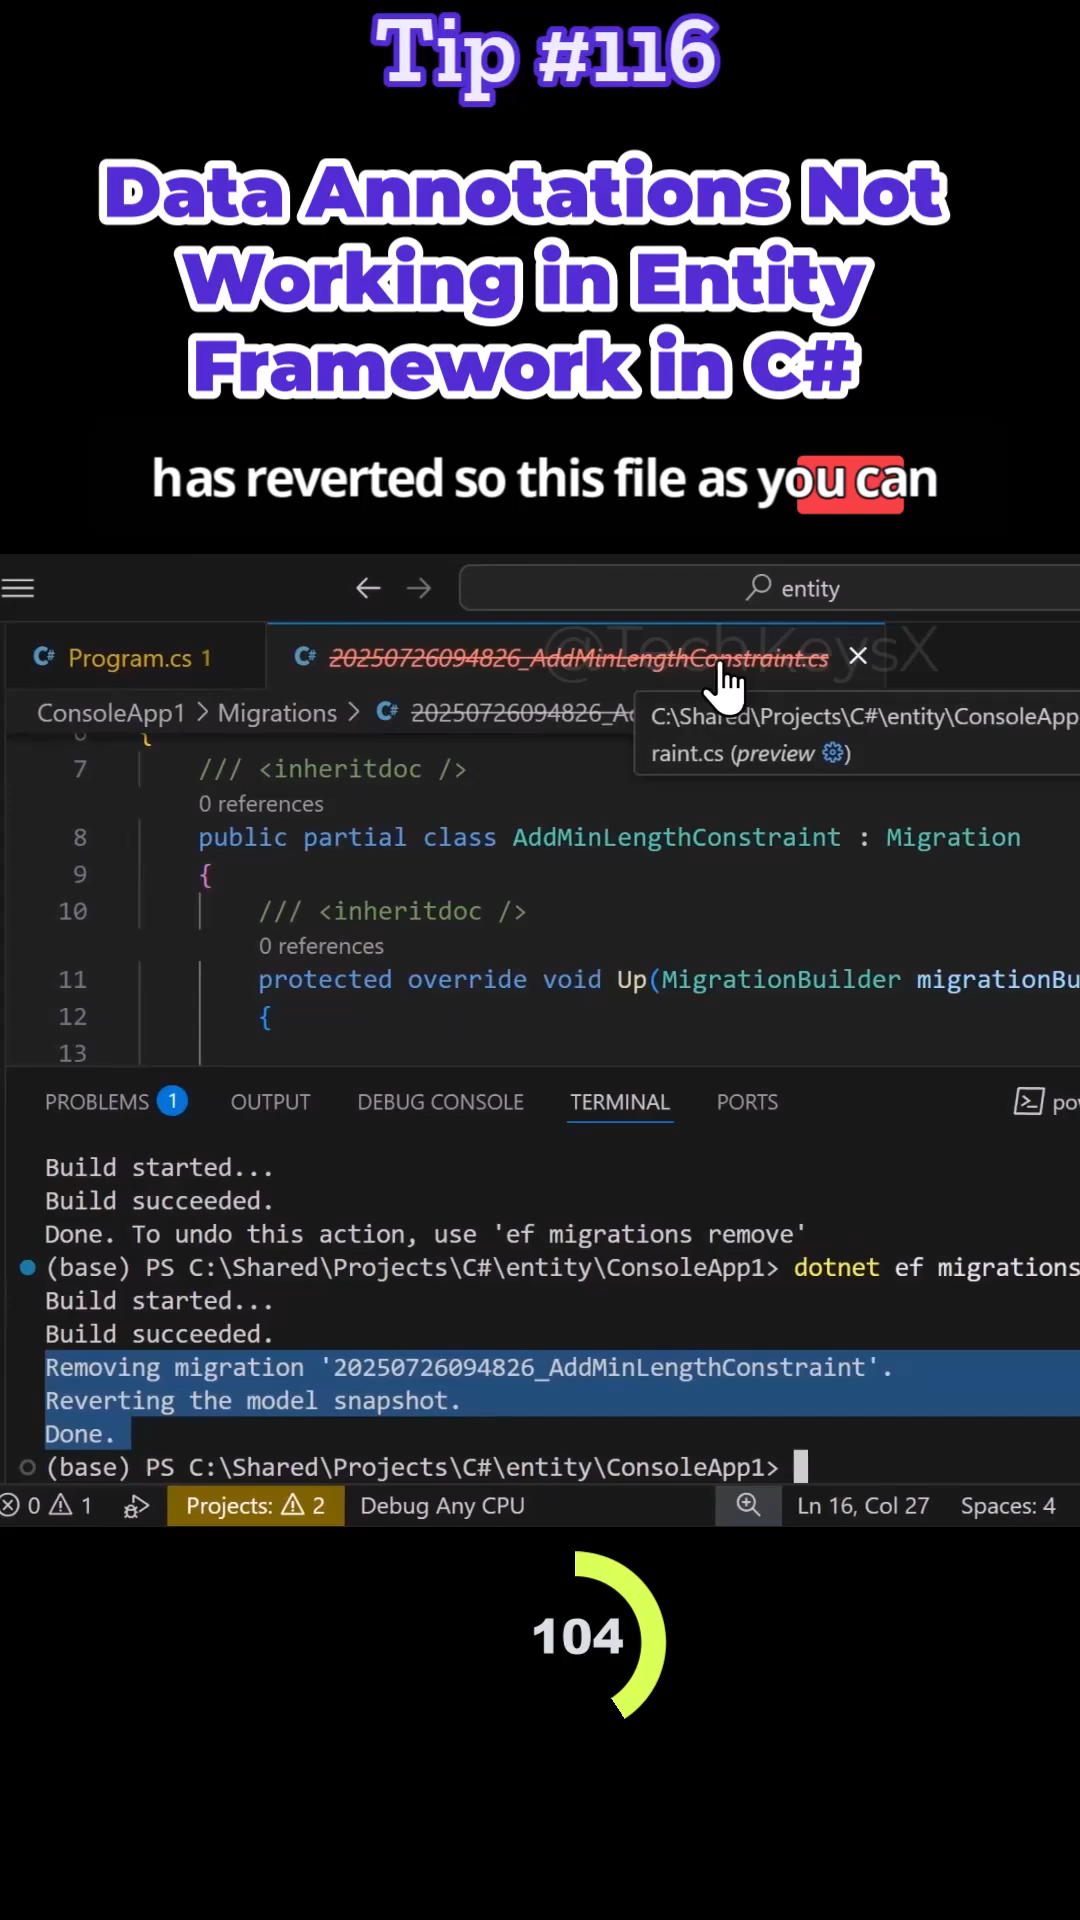 Tip #116
Data Annotations Not
Working in Entity
Framework in C#
has reverted so this file as you can
entity
@TechKeysX
C# Program.cs 1
C# 20250726094826_AddMinLengthConstraint.cs
ConsoleApp1 > Migrations > C# 20250726094826_Ad
C:\Shared\Projects\C#\entity\ConsoleApp
raint.cs (preview)
6 {
7 /// <inheritdoc />
0 references
8 public partial class AddMinLengthConstraint : Migration
9 {
10 /// <inheritdoc />
0 references
11 protected override void Up(MigrationBuilder migrationBu
12 {
13
PROBLEMS 1 OUTPUT DEBUG CONSOLE TERMINAL PORTS pow
Build started...
Build succeeded.
Done. To undo this action, use 'ef migrations remove'
(base) PS C:\Shared\Projects\C#\entity\ConsoleApp1> dotnet ef migrations
Build started...
Build succeeded.
Removing migration '20250726094826_AddMinLengthConstraint'.
Reverting the model snapshot.
Done.
(base) PS C:\Shared\Projects\C#\entity\ConsoleApp1>
0 1 Projects: 2 Debug Any CPU Ln 16, Col 27 Spaces: 4
104